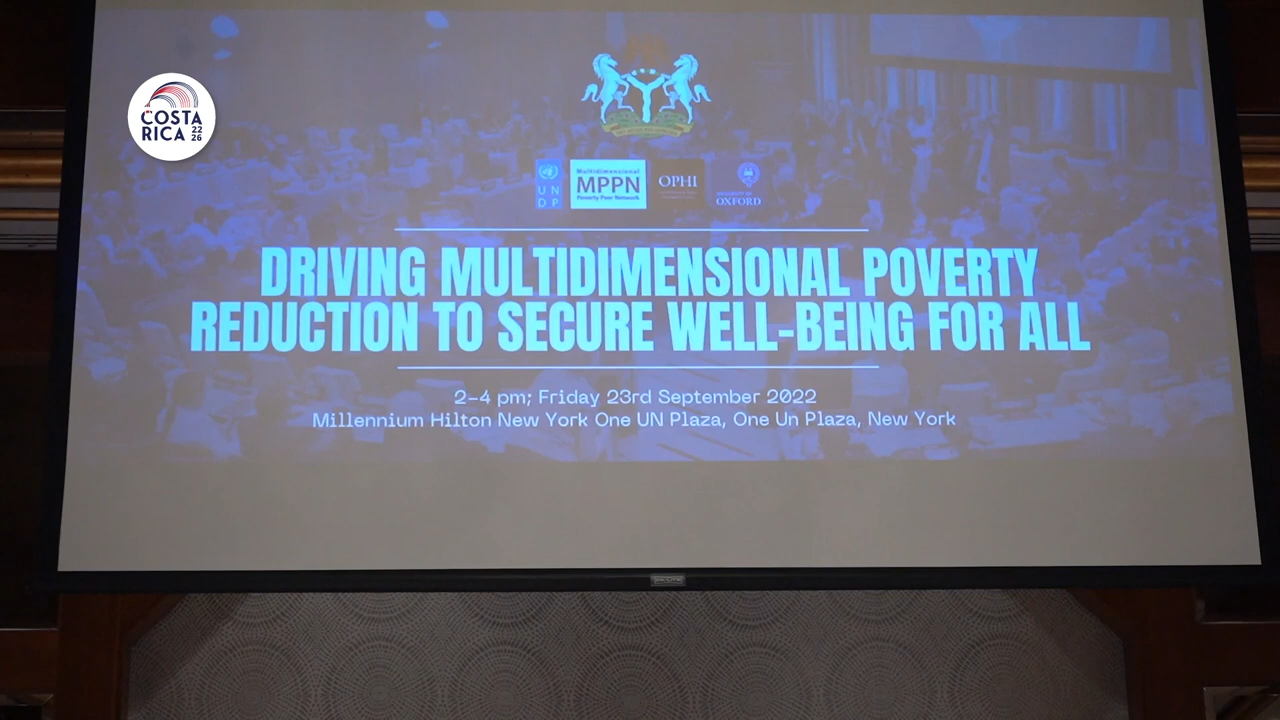 COSTA
RICA 22
26
UN
DP
Multidimensional
MPPN
Poverty Peer Network
OPHI
UNIVERSITY OF
OXFORD
DRIVING MULTIDIMENSIONAL POVERTY
REDUCTION TO SECURE WELL-BEING FOR ALL
2-4 pm; Friday 23rd September 2022
Millennium Hilton New York One UN Plaza, One Un Plaza, New York